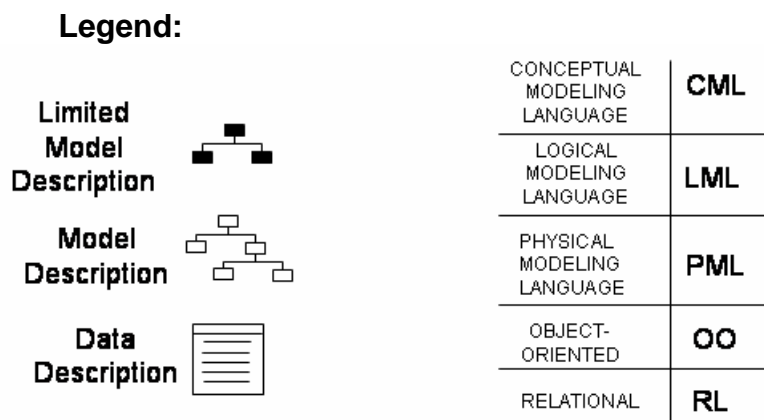 Legend:
Limited
Model
Description
Model
Description
Data
Description
CONCEPTUAL
MODELING
LANGUAGE
CML
LOGICAL
MODELING
LANGUAGE
LML
PHYSICAL
MODELING
LANGUAGE
PML
OBJECT-
ORIENTED
OO
RELATIONAL
RL